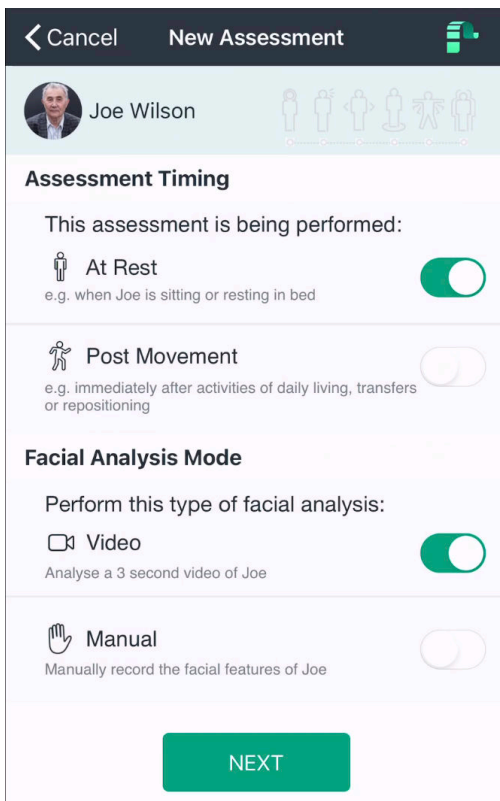 Cancel New Assessment
Joe Wilson
Assessment Timing
This assessment is being performed:
At Rest
e.g. when Joe is sitting or resting in bed
Post Movement
e.g. immediately after activities of daily living, transfers
or repositioning
Facial Analysis Mode
Perform this type of facial analysis:
Video
Analyse a 3 second video of Joe
Manual
Manually record the facial features of Joe
NEXT